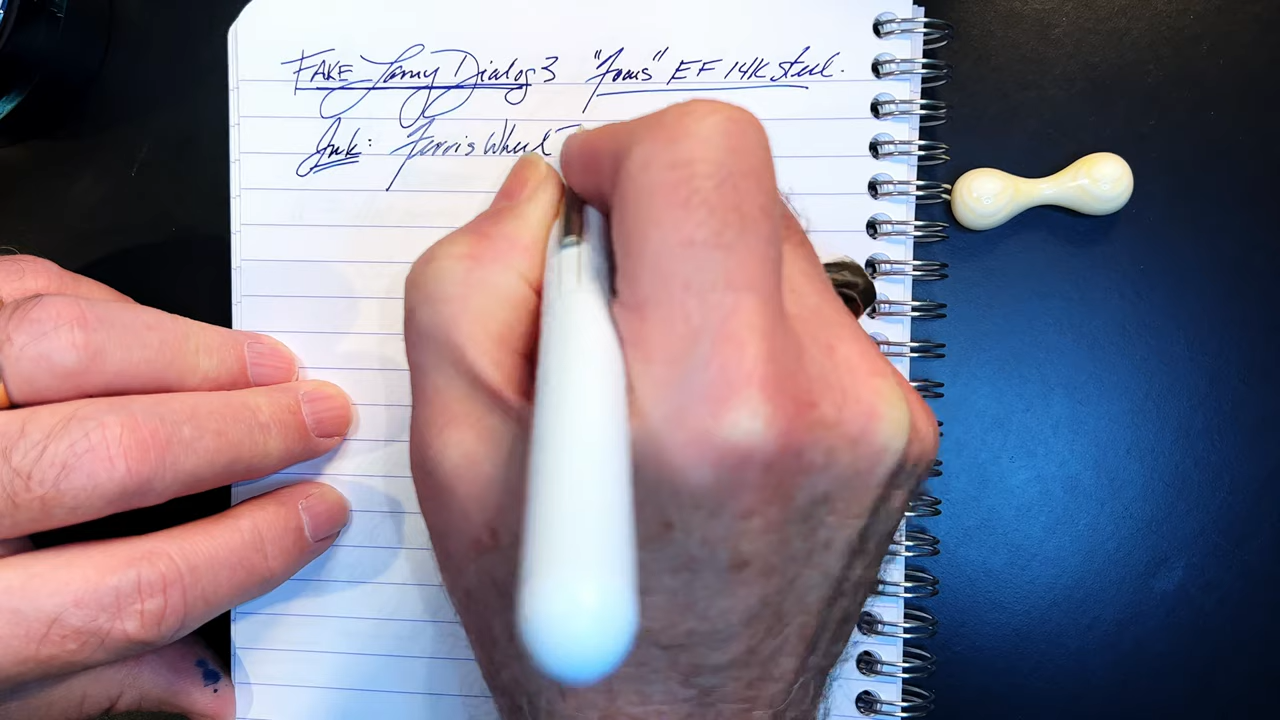 FAKE Lamy Dialog 3 "Focus" EF 14K Steel.
Ink: Ferris Wheel